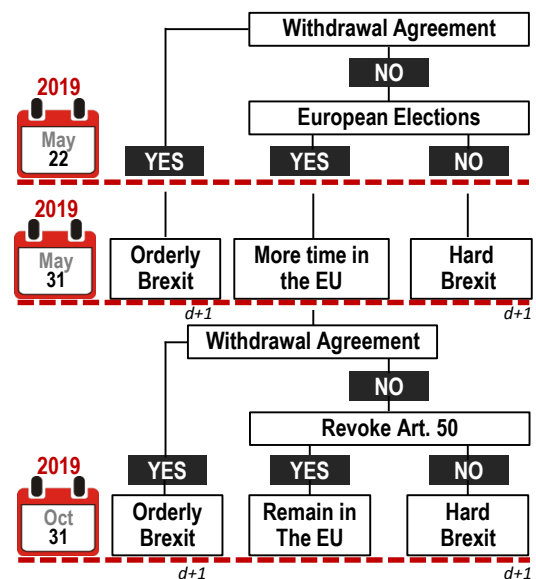 Withdrawal Agreement
NO
2019
European Elections
May
22
YES
YES
NO
2019
May
31
Orderly
Brexit
More time in
the EU
Hard
Brexit
d+1
d+1
Withdrawal Agreement
NO
Revoke Art. 50
2019
YES
YES
NO
Oct
31
Orderly
Brexit
Remain in
The EU
Hard
Brexit
d+1
d+1